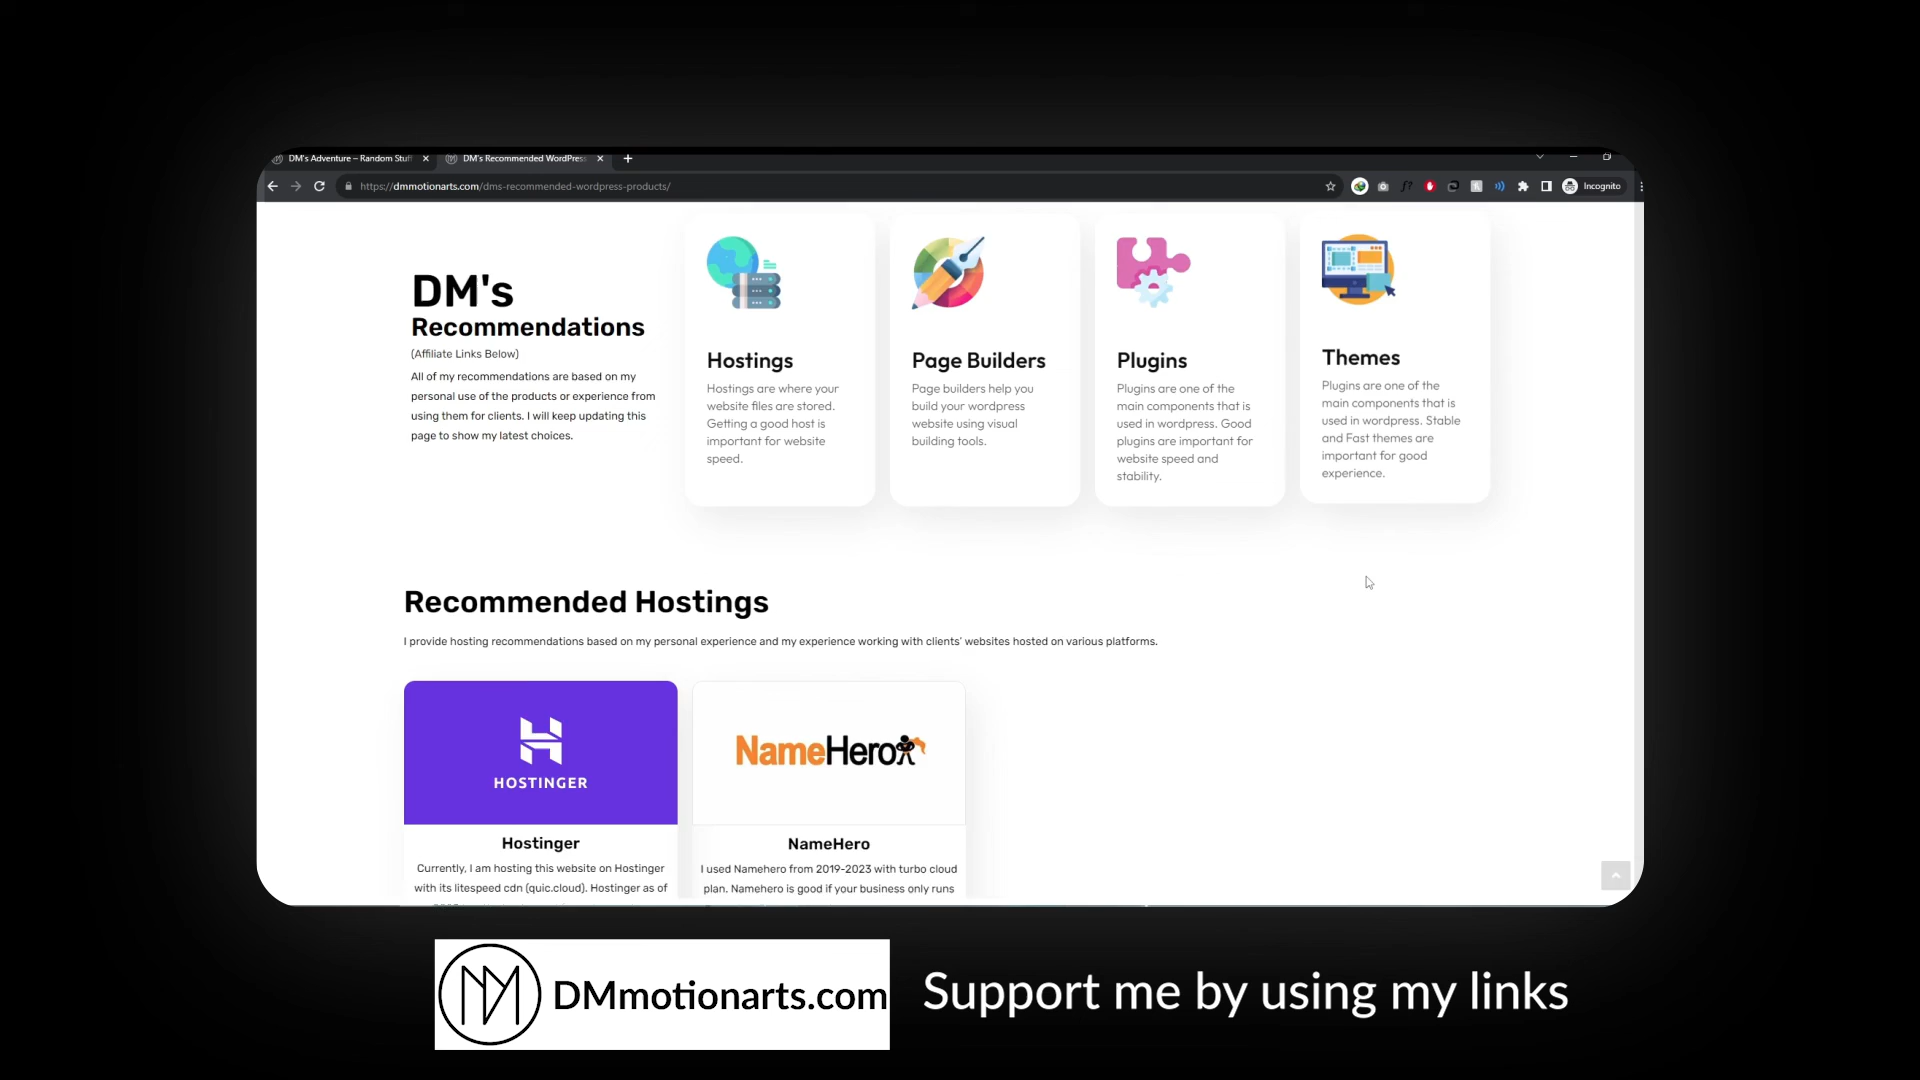 DM's Adventure – Random Stuff
DM's Recommended WordPress
https://dmmotionarts.com/dms-recommended-wordpress-products/
Incognito
DM's
Recommendations
(Affiliate Links Below)
All of my recommendations are based on my
personal use of the products or experience from
using them for clients. I will keep updating this
page to show my latest choices.
Hostings
Hostings are where your
website files are stored.
Getting a good host is
important for website
speed.
Page Builders
Page builders help you
build your wordpress
website using visual
building tools.
Plugins
Plugins are one of the
main components that is
used in wordpress. Good
plugins are important for
website speed and
stability.
Themes
Plugins are one of the
main components that is
used in wordpress. Stable
and Fast themes are
important for good
experience.
Recommended Hostings
I provide hosting recommendations based on my personal experience and my experience working with clients' websites hosted on various platforms.
HOSTINGER
Hostinger
Currently, I am hosting this website on Hostinger
with its litespeed cdn (quic.cloud). Hostinger as of
NameHero
NameHero
I used Namehero from 2019-2023 with turbo cloud
plan. Namehero is good if your business only runs
DMmotionarts.com
Support me by using my links